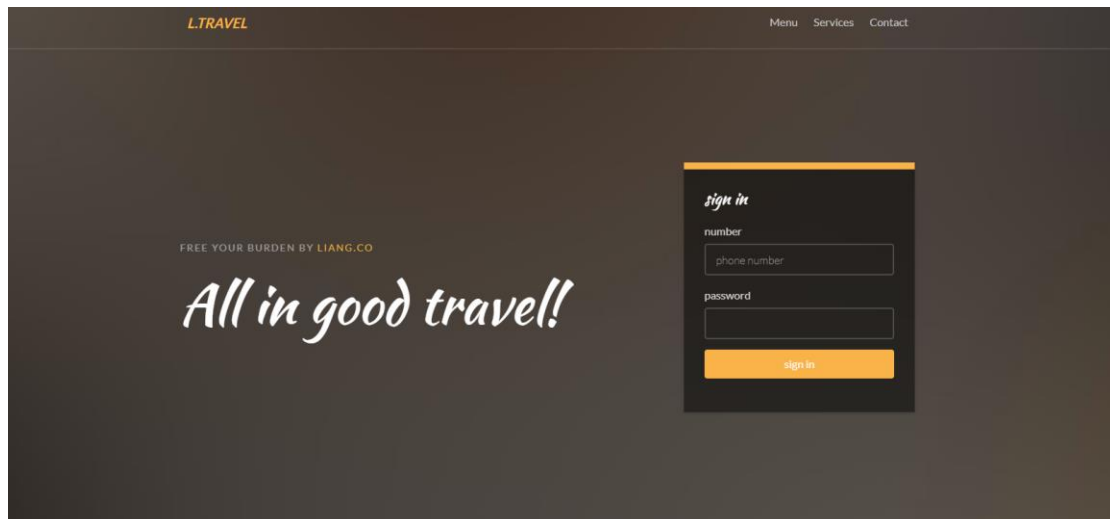 L.TRAVEL
Menu Services Contact
FREE YOUR BURDEN BY LIANG.CO
All in good travel!
sign in
number
phone number
password
sign in